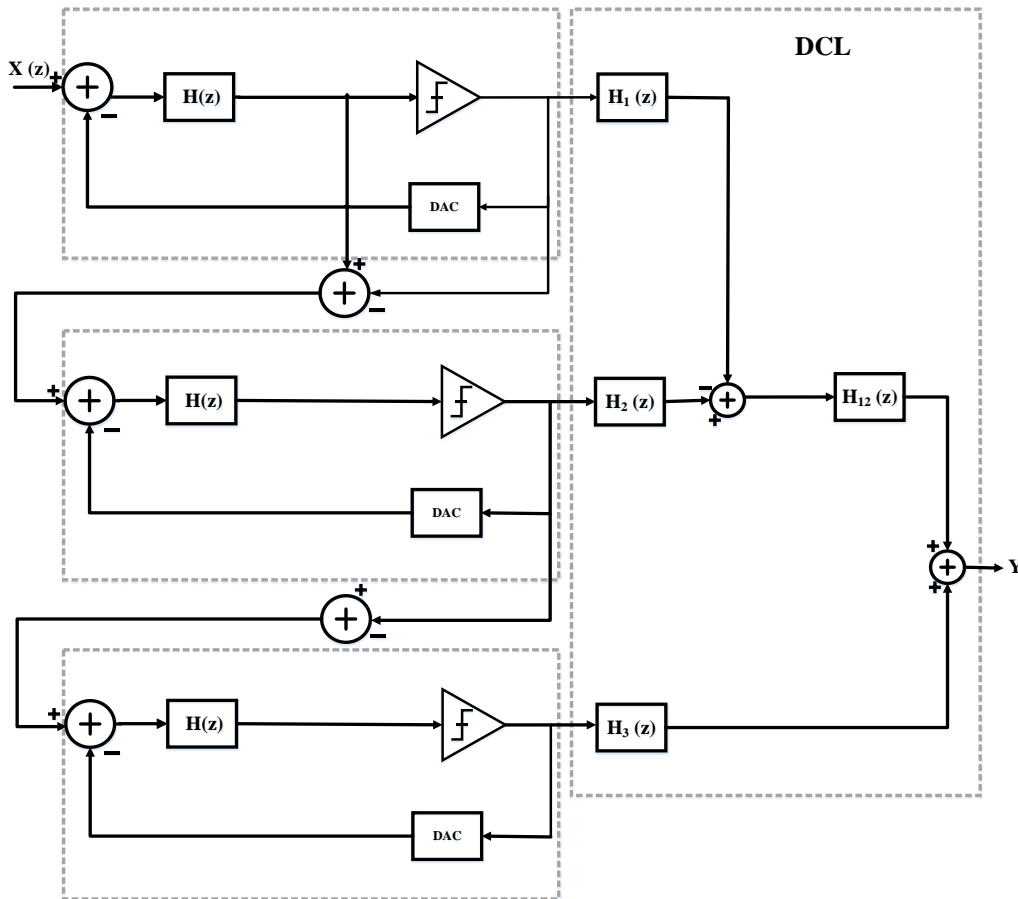 DCL
X (z)
H(z)
H₁ (z)
DAC
H(z)
H₂ (z)
H₁₂ (z)
DAC
Y
H(z)
H₃ (z)
DAC